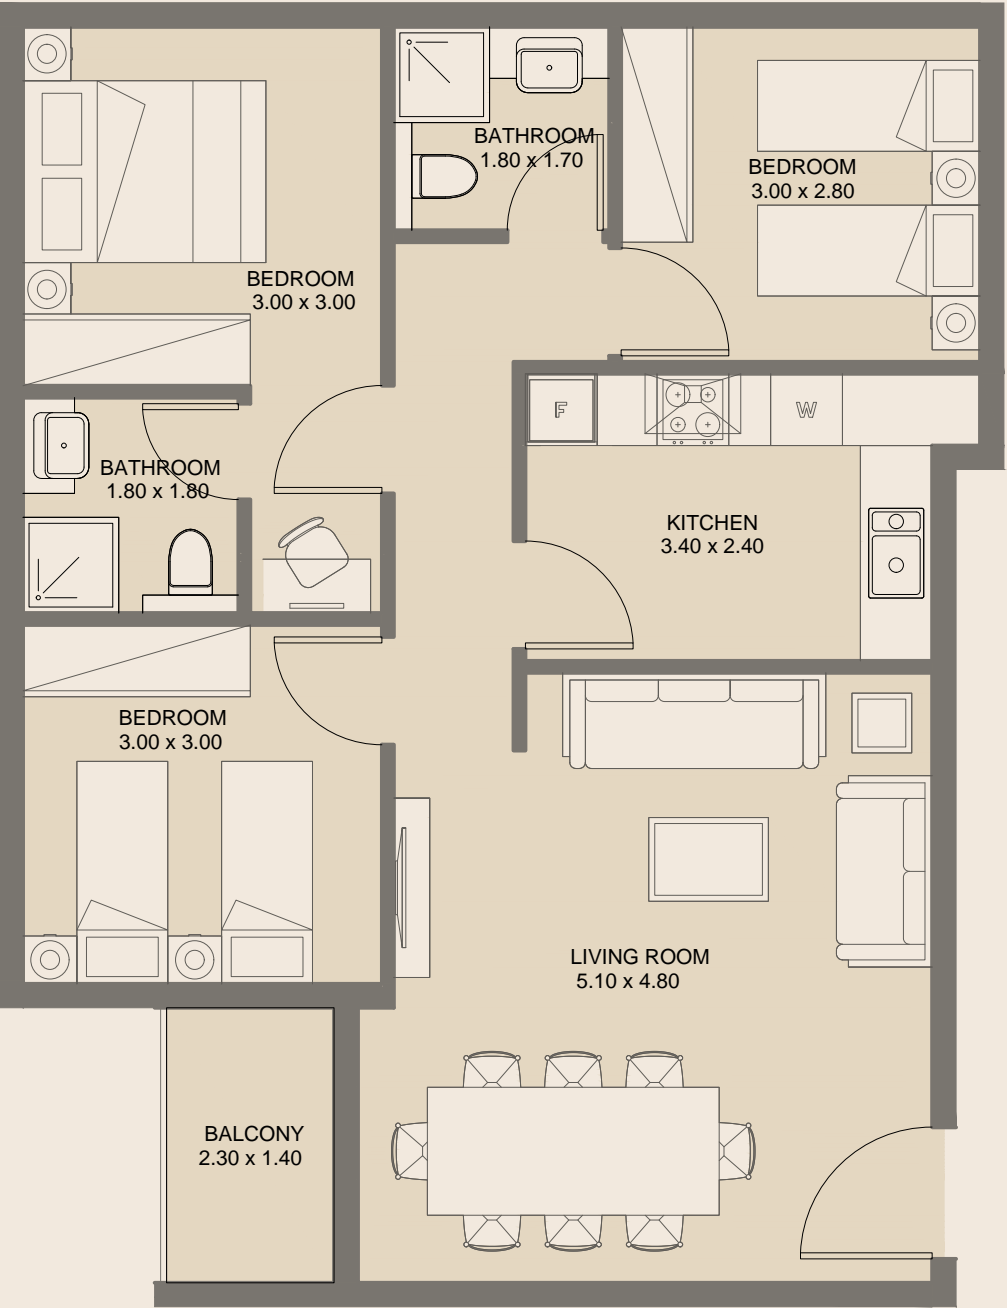 BATHROOM
1.80 x 1.70
BEDROOM
3.00 x 2.80
BEDROOM
3.00 x 3.00
F
W
BATHROOM
1.80 x 1.80
KITCHEN
3.40 x 2.40
BEDROOM
3.00 x 3.00
LIVING ROOM
5.10 x 4.80
BALCONY
2.30 x 1.40